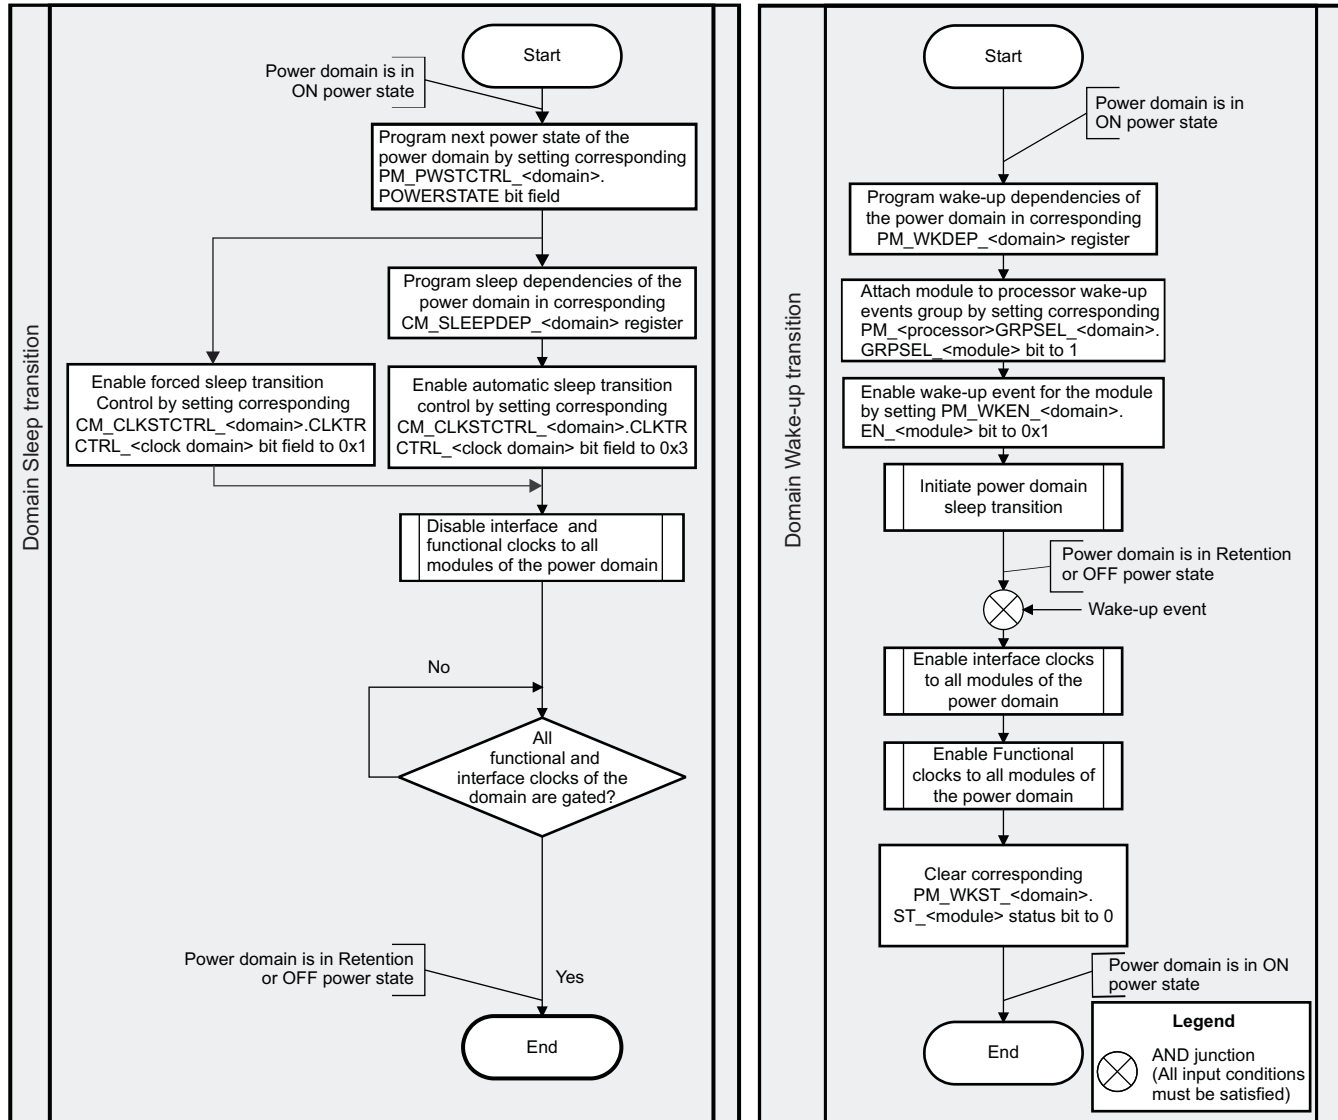 Domain Sleep transition
Start
Power domain is in
ON power state
Program next power state of the
power domain by setting corresponding
PM_PWSTCTRL_<domain>.
POWERSTATE bit field
Program sleep dependencies of the
power domain in corresponding
CM_SLEEPDEP_<domain> register
Enable forced sleep transition
Control by setting corresponding
CM_CLKSTCTRL_<domain>.CLKTR
CTRL_<clock domain> bit field to 0x1
Enable automatic sleep transition
control by setting corresponding
CM_CLKSTCTRL_<domain>.CLKTR
CTRL_<clock domain> bit field to 0x3
Disable interface and
functional clocks to all
modules of the power domain
No
All
functional and
interface clocks of the
domain are gated?
Power domain is in Retention
or OFF power state
Yes
End
Domain Wake-up transition
Start
Power domain is in
ON power state
Program wake-up dependencies of
the power domain in corresponding
PM_WKDEP_<domain> register
Attach module to processor wake-up
events group by setting corresponding
PM_<processor>GRPSEL_<domain>.
GRPSEL_<module> bit to 1
Enable wake-up event for the module
by setting PM_WKEN_<domain>.
EN_<module> bit to 0x1
Initiate power domain
sleep transition
Power domain is in Retention
or OFF power state
Wake-up event
Enable interface clocks
to all modules of the
power domain
Enable Functional
clocks to all modules of
the power domain
Clear corresponding
PM_WKST_<domain>.
ST_<module> status bit to 0
Power domain is in ON
power state
End
Legend
AND junction
(All input conditions
must be satisfied)